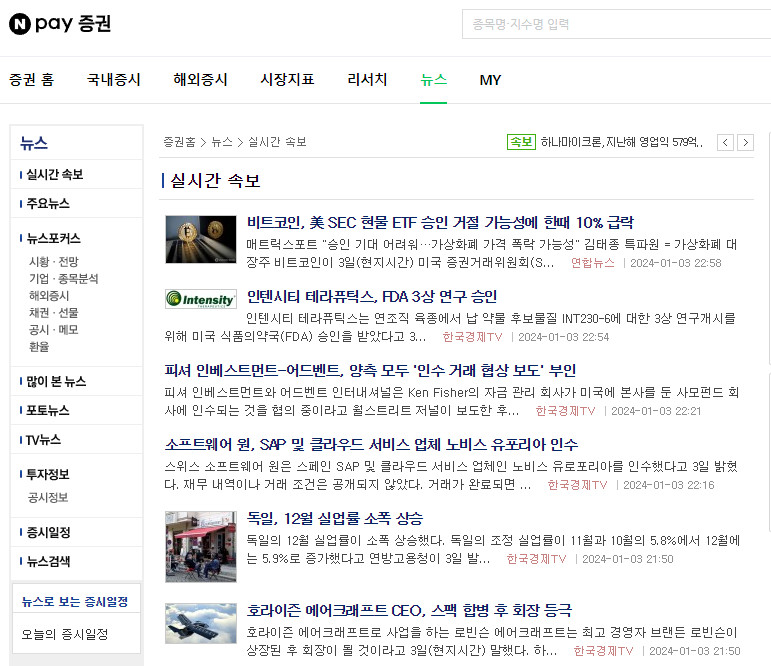 N pay 증권
종목명·지수명 입력
증권 홈 국내증시 해외증시 시장지표 리서치 뉴스 MY
뉴스
실시간 속보
주요뉴스
뉴스포커스
시황·전망
기업·종목분석
해외증시
채권·선물
공시·메모
환율
많이 본 뉴스
포토뉴스
TV뉴스
투자정보
공시정보
증시일정
뉴스검색
뉴스로 보는 증시일정
오늘의 증시일정
증권홈 > 뉴스 > 실시간 속보
속보 하나마이크론, 지난해 영업익 579억..
실시간 속보
비트코인, 美 SEC 현물 ETF 승인 거절 가능성에 한때 10% 급락
매트릭스포트 "승인 기대 어려워…가상화폐 가격 폭락 가능성" 김태종 특파원 = 가상화폐 대
장주 비트코인이 3일(현지시간) 미국 증권거래위원회(S... 연합뉴스 | 2024-01-03 22:58
Intensity
THERAPEUTICS
인텐시티 테라퓨틱스, FDA 3상 연구 승인
인텐시티 테라퓨틱스는 연조직 육종에서 납 약물 후보물질 INT230-6에 대한 3상 연구개시를
위해 미국 식품의약국(FDA) 승인을 받았다고 3... 한국경제TV | 2024-01-03 22:54
피셔 인베스트먼트-어드벤트, 양측 모두 '인수 거래 협상 보도' 부인
피셔 인베스트먼트와 어드벤트 인터내셔널은 Ken Fisher의 자금 관리 회사가 미국에 본사를 둔 사모펀드 회
사에 인수되는 것을 협의 중이라고 월스트리트 저널이 보도한 후... 한국경제TV | 2024-01-03 22:21
소프트웨어 원, SAP 및 클라우드 서비스 업체 노비스 유포리아 인수
스위스 소프트웨어 원은 스페인 SAP 및 클라우드 서비스 업체인 노비스 유로포리아를 인수했다고 3일 밝혔
다. 재무 내역이나 거래 조건은 공개되지 않았다. 거래가 완료되면 ... 한국경제TV | 2024-01-03 22:16
독일, 12월 실업률 소폭 상승
독일의 12월 실업률이 소폭 상승했다. 독일의 조정 실업률이 11월과 10월의 5.8%에서 12월에
는 5.9%로 증가했다고 연방고용청이 3일 발... 한국경제TV | 2024-01-03 21:50
호라이즌 에어크래프트 CEO, 스팩 합병 후 회장 등극
호라이즌 에어크래프트로 사업을 하는 로빈슨 에어크래프트는 최고 경영자 브랜든 로빈슨이
상장된 후 회장이 될 것이라고 3일(현지시간) 말했다. 하... 한국경제TV | 2024-01-03 21:50